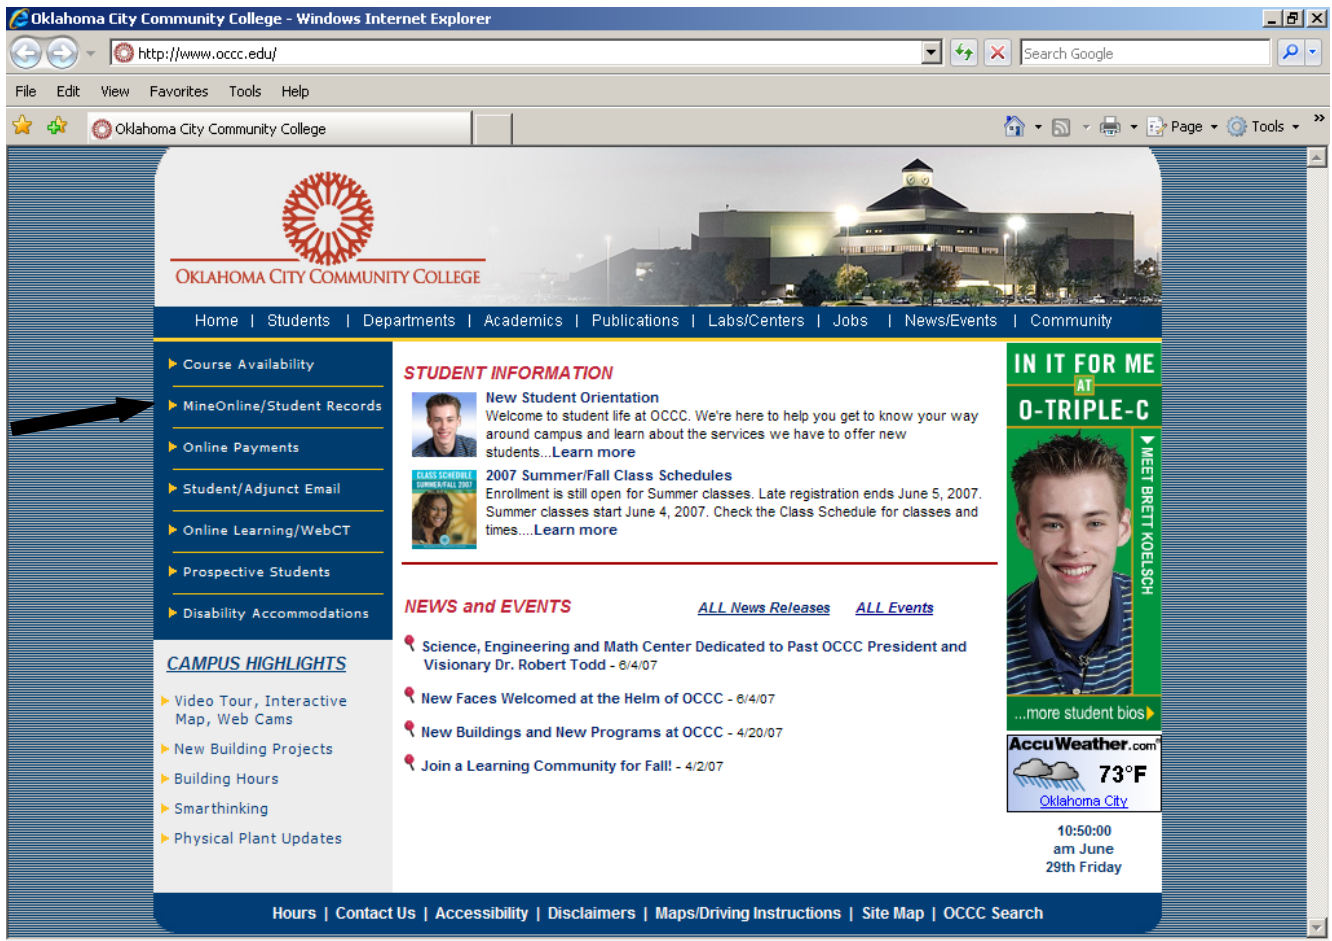 Oklahoma City Community College - Windows Internet Explorer
http://www.occc.edu/
Search Google
File Edit View Favorites Tools Help
Oklahoma City Community College
Page Tools »
OKLAHOMA CITY COMMUNITY COLLEGE
Home | Students | Departments | Academics | Publications | Labs/Centers | Jobs | News/Events | Community
Course Availability
MineOnline/Student Records
Online Payments
Student/Adjunct Email
Online Learning/WebCT
Prospective Students
Disability Accommodations
CAMPUS HIGHLIGHTS
Video Tour, Interactive
Map, Web Cams
New Building Projects
Building Hours
Smarthinking
Physical Plant Updates
STUDENT INFORMATION
New Student Orientation
Welcome to student life at OCCC. We're here to help you get to know your way
around campus and learn about the services we have to offer new
students...Learn more
CLASS SCHEDULE
SUMMER/FALL 2007
2007 Summer/Fall Class Schedules
Enrollment is still open for Summer classes. Late registration ends June 5, 2007.
Summer classes start June 4, 2007. Check the Class Schedule for classes and
times....Learn more
NEWS and EVENTS
ALL News Releases ALL Events
Science, Engineering and Math Center Dedicated to Past OCCC President and
Visionary Dr. Robert Todd - 6/4/07
New Faces Welcomed at the Helm of OCCC - 6/4/07
New Buildings and New Programs at OCCC - 4/20/07
Join a Learning Community for Fall! - 4/2/07
IN IT FOR ME
AT
O-TRIPLE-C
MEET BRETT KOELSCH
...more student bios
AccuWeather.com®
73°F
Oklahoma City
10:50:00
am June
29th Friday
Hours | Contact Us | Accessibility | Disclaimers | Maps/Driving Instructions | Site Map | OCCC Search